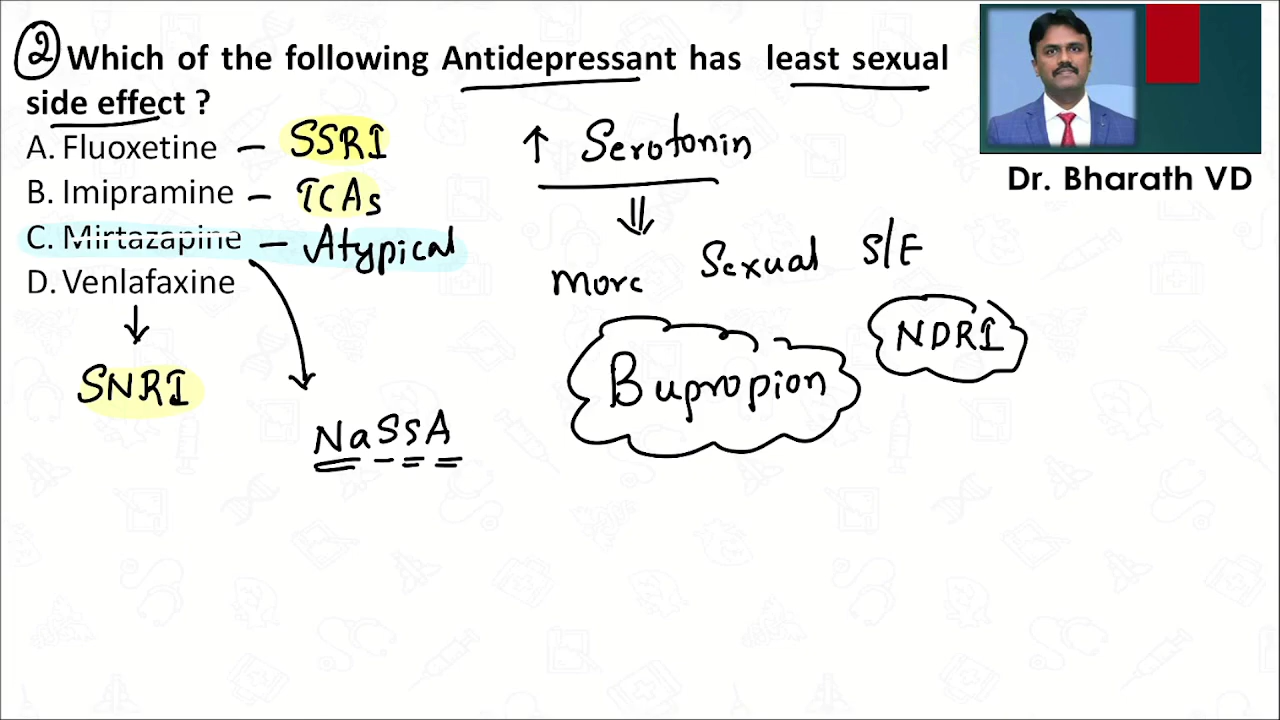 2 Which of the following Antidepressant has least sexual
side effect ?
A. Fluoxetine – SSRI
B. Imipramine – TCAs
C. Mirtazapine – Atypical
D. Venlafaxine
SNRI
NaSSA
↑ Serotonin
⇓
more Sexual S/E
Bupropion
NDRI
Dr. Bharath VD